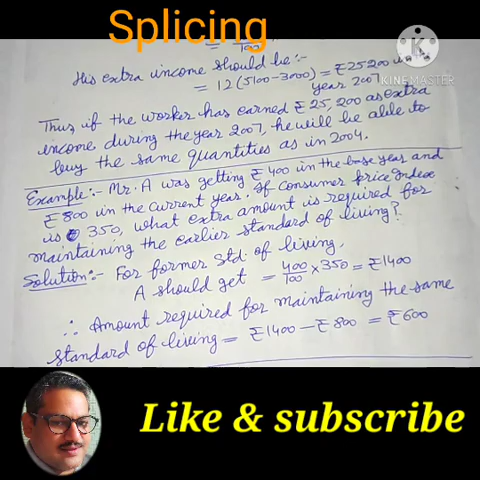 Splicing
= 100
His extra income should be:-
= 12 (5100-3000) = ₹25200 in
year 2007
KINEMASTER
Thus, if the worker has earned ₹25,200 as extra
income during the year 2007, he will be able to
buy the same quantities as in 2004.
Example:- Mr. A was getting ₹400 in the base year and
₹800 in the current year. If Consumer Price Index
is 350, what extra amount is required for
maintaining the earlier standard of living?
Solution:- For former Std. of living,
A should get = 400/100 × 350 = ₹1400
∴ Amount required for maintaining the same
standard of living = ₹1400 - ₹800 = ₹600
Like & subscribe